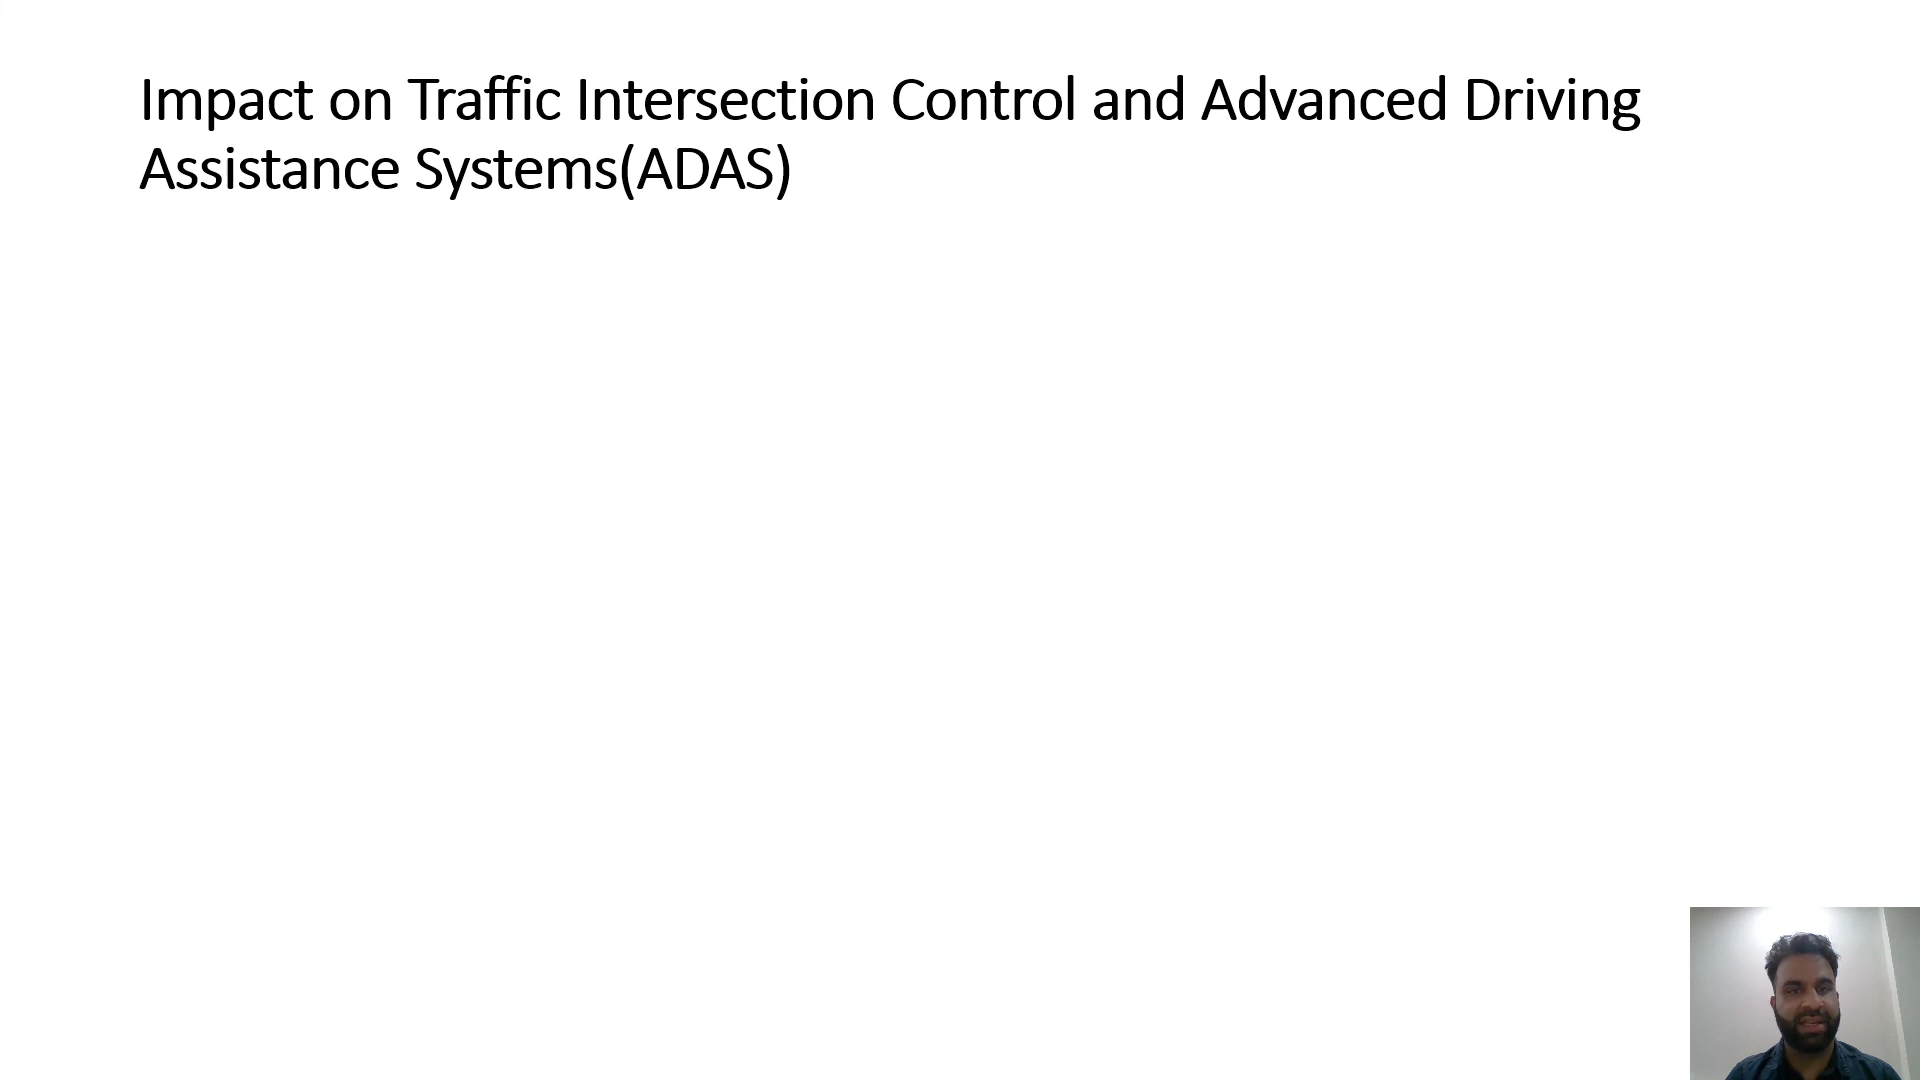 Impact on Traffic Intersection Control and Advanced Driving
Assistance Systems(ADAS)